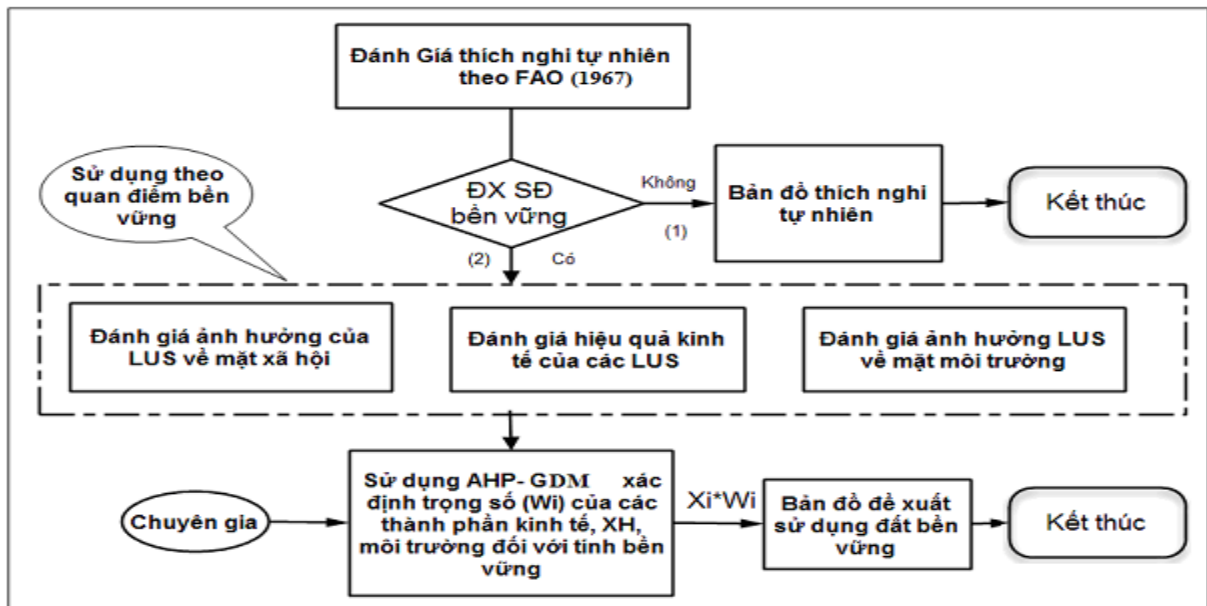 Đánh Giá thích nghi tự nhiên
theo FAO (1967)
Sử dụng theo
quan điểm bền
vững
ĐX SĐ
bền vững
Không
(1)
Bản đồ thích nghi
tự nhiên
Kết thúc
(2)
Có
Đánh giá ảnh hưởng của
LUS về mặt xã hội
Đánh giá hiệu quả kinh
tế của các LUS
Đánh giá ảnh hưởng LUS
về mặt môi trường
Chuyên gia
Sử dụng AHP- GDM xác
định trọng số (Wi) của các
thành phần kinh tế, XH,
môi trường đối với tính bền
vững
Xi*Wi
Bản đồ đề xuất
sử dụng đất bền
vững
Kết thúc